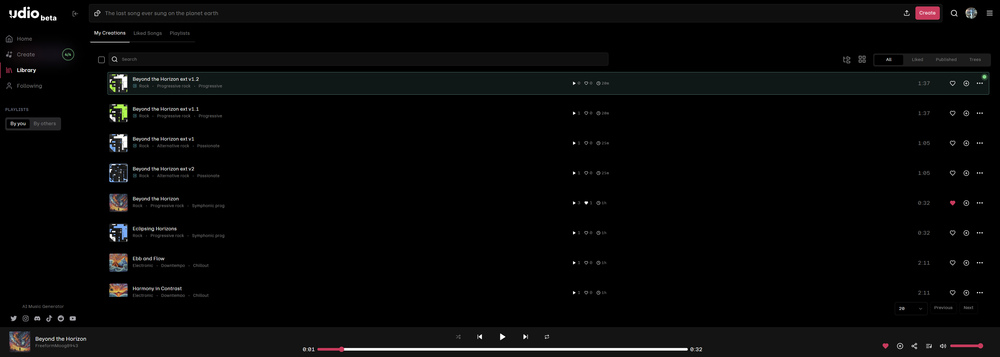 udio beta
The last song ever sung on the planet earth
Create
Home
Create
4/4
Library
Following
PLAYLISTS
By you By others
My Creations Liked Songs Playlists
Search
All Liked Published Trees
Beyond the Horizon ext v1.2
Rock · Progressive rock · Progressive
0 0 20m
1:37
Beyond the Horizon ext v1.1
Rock · Progressive rock · Progressive
1 0 20m
1:37
Beyond the Horizon ext v1
Rock · Alternative rock · Passionate
1 0 25m
1:05
Beyond the Horizon ext v2
Rock · Alternative rock · Passionate
1 0 25m
1:05
Beyond the Horizon
Rock · Progressive rock · Symphonic prog
3 1 1h
0:32
Eclipsing Horizons
Rock · Progressive rock · Symphonic prog
1 0 1h
0:32
Ebb and Flow
Electronic · Downtempo · Chillout
1 0 1h
2:11
Harmony in Contrast
Electronic · Downtempo · Chillout
1 0 1h
2:11
20 Previous Next
AI Music Generator
Beyond the Horizon
FreeformMoog8943
0:01 0:32